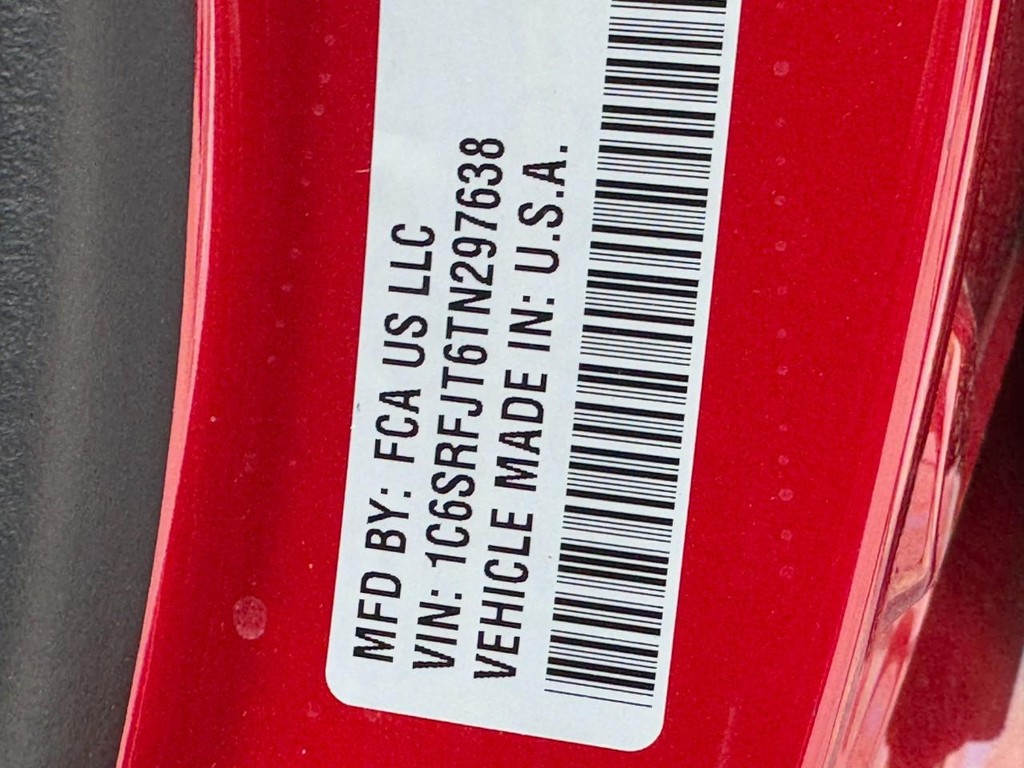 MFD BY: FCA US LLC
VIN: 1C6SRFJT6TN297638
VEHICLE MADE IN: U.S.A.